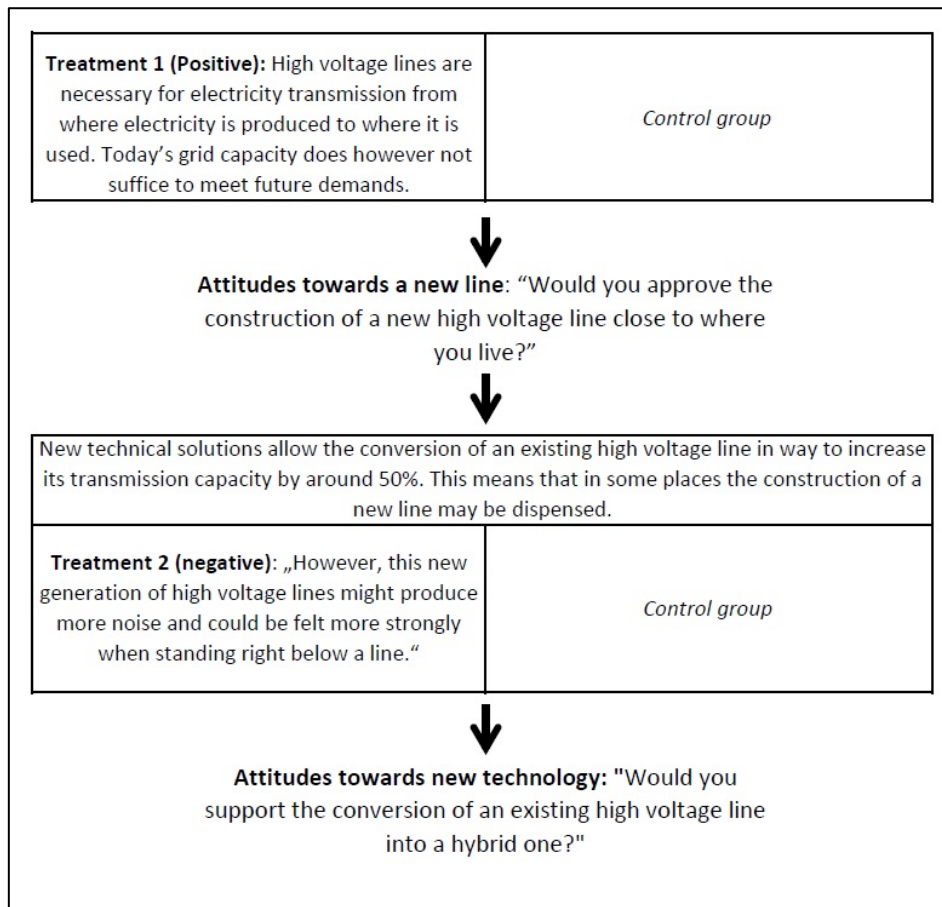 Treatment 1 (Positive): High voltage lines are
necessary for electricity transmission from
where electricity is produced to where it is
used. Today's grid capacity does however not
suffice to meet future demands.
Control group
Attitudes towards a new line: “Would you approve the
construction of a new high voltage line close to where
you live?”
New technical solutions allow the conversion of an existing high voltage line in way to increase
its transmission capacity by around 50%. This means that in some places the construction of a
new line may be dispensed.
Treatment 2 (negative): „However, this new
generation of high voltage lines might produce
more noise and could be felt more strongly
when standing right below a line.“
Control group
Attitudes towards new technology: "Would you
support the conversion of an existing high voltage line
into a hybrid one?"